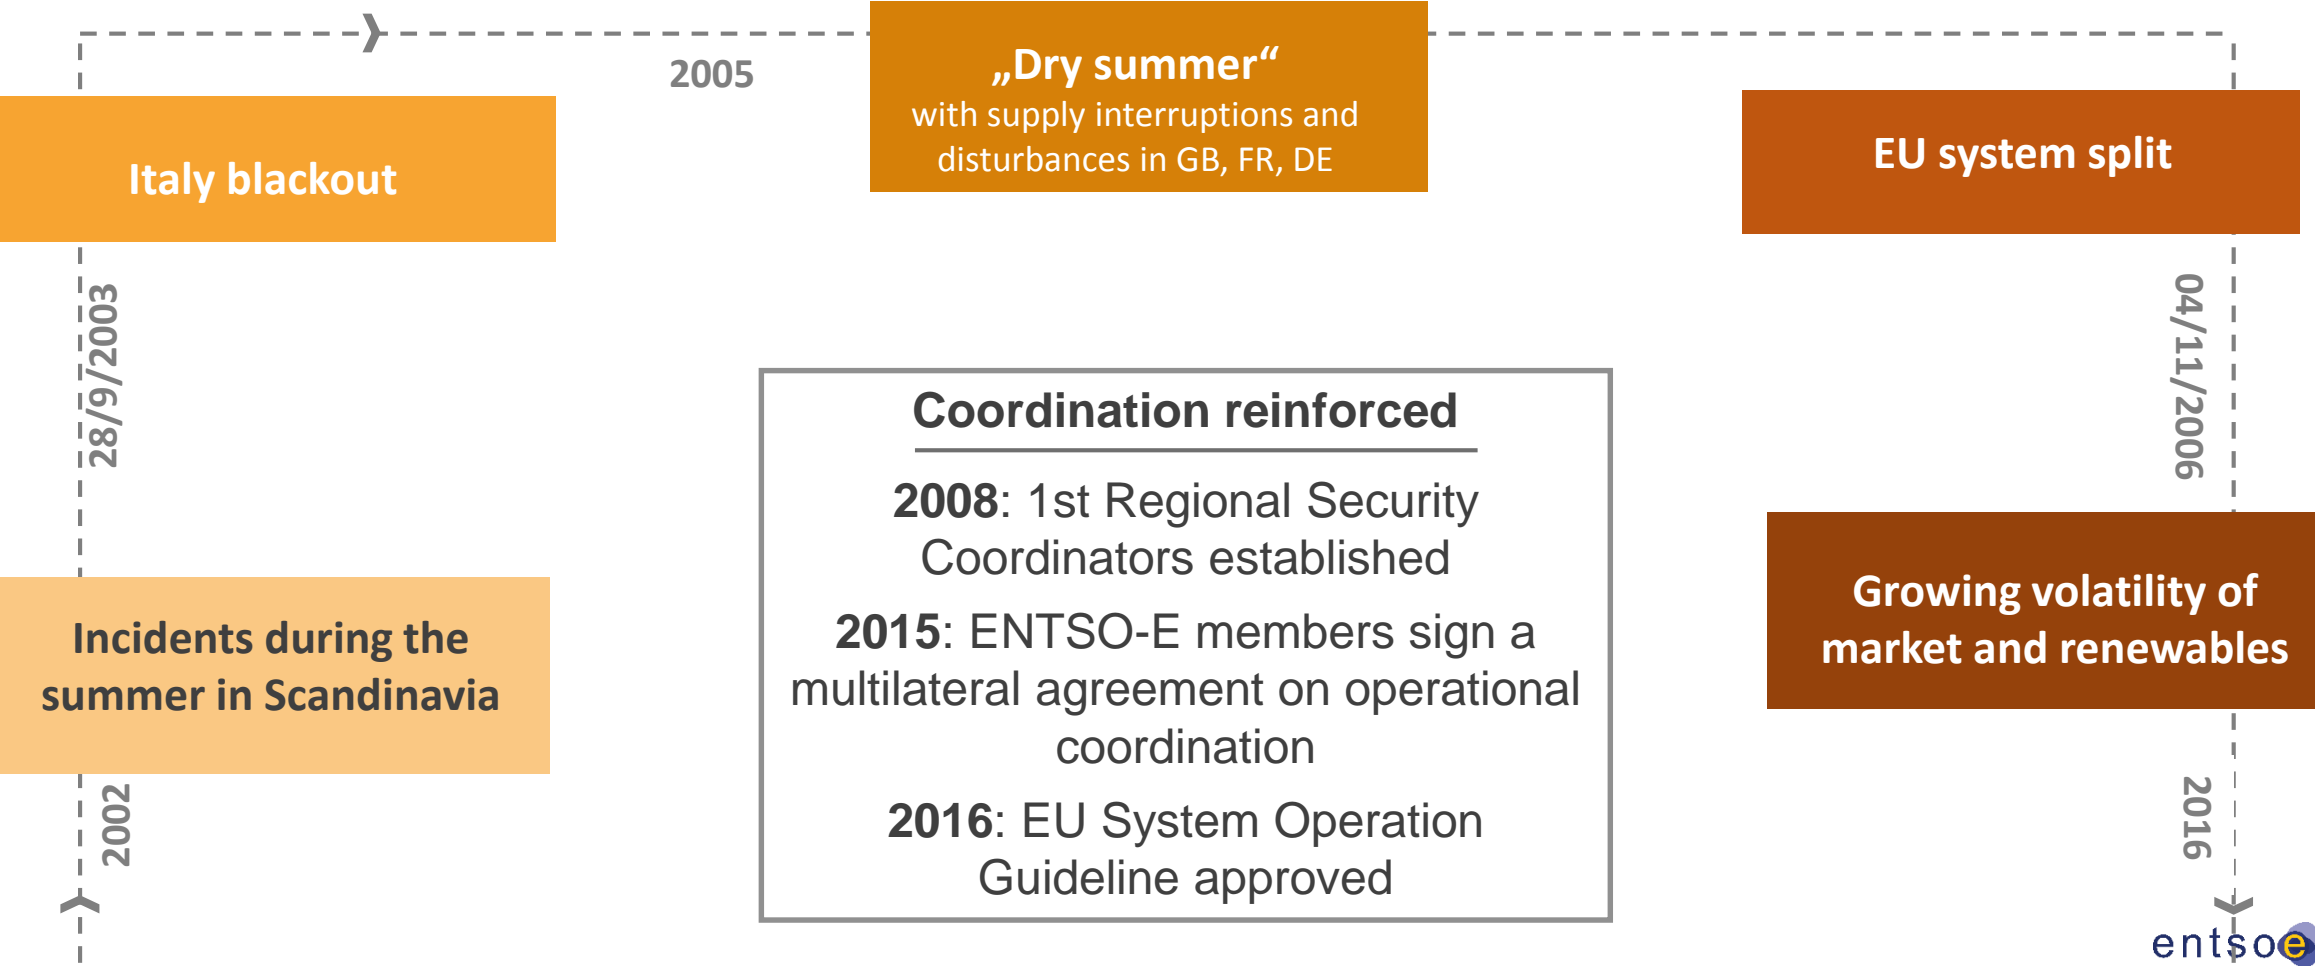 2005
„Dry summer“
with supply interruptions and
disturbances in GB, FR, DE
EU system split
Italy blackout
28/9/2003
04/11/2006
Coordination reinforced
2008: 1st Regional Security
Coordinators established
2015: ENTSO-E members sign a
multilateral agreement on operational
coordination
2016: EU System Operation
Guideline approved
Growing volatility of
market and renewables
Incidents during the
summer in Scandinavia
2002
2016
entsoe